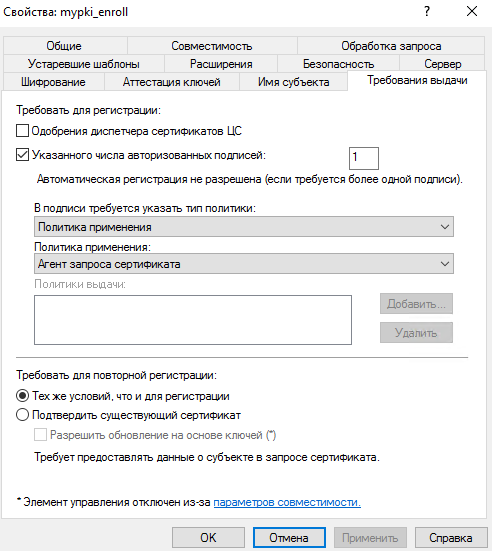 Свойства: mypki_enroll
?
Общие
Совместимость
Обработка запроса
Устаревшие шаблоны
Расширения
Безопасность
Сервер
Шифрование
Аттестация ключей
Имя субъекта
Требования выдачи
Требовать для регистрации:
Одобрения диспетчера сертификатов ЦС
Указанного числа авторизованных подписей:
1
Автоматическая регистрация не разрешена (если требуется более одной подписи).
В подписи требуется указать тип политики:
Политика применения
Политика применения:
Агент запроса сертификата
Политики выдачи:
Добавить...
Удалить
Требовать для повторной регистрации:
Тех же условий, что и для регистрации
Подтвердить существующий сертификат
Разрешить обновление на основе ключей (*)
Требует предоставлять данные о субъекте в запросе сертификата.
* Элемент управления отключен из-за параметров совместимости.
OK
Отмена
Применить
Справка